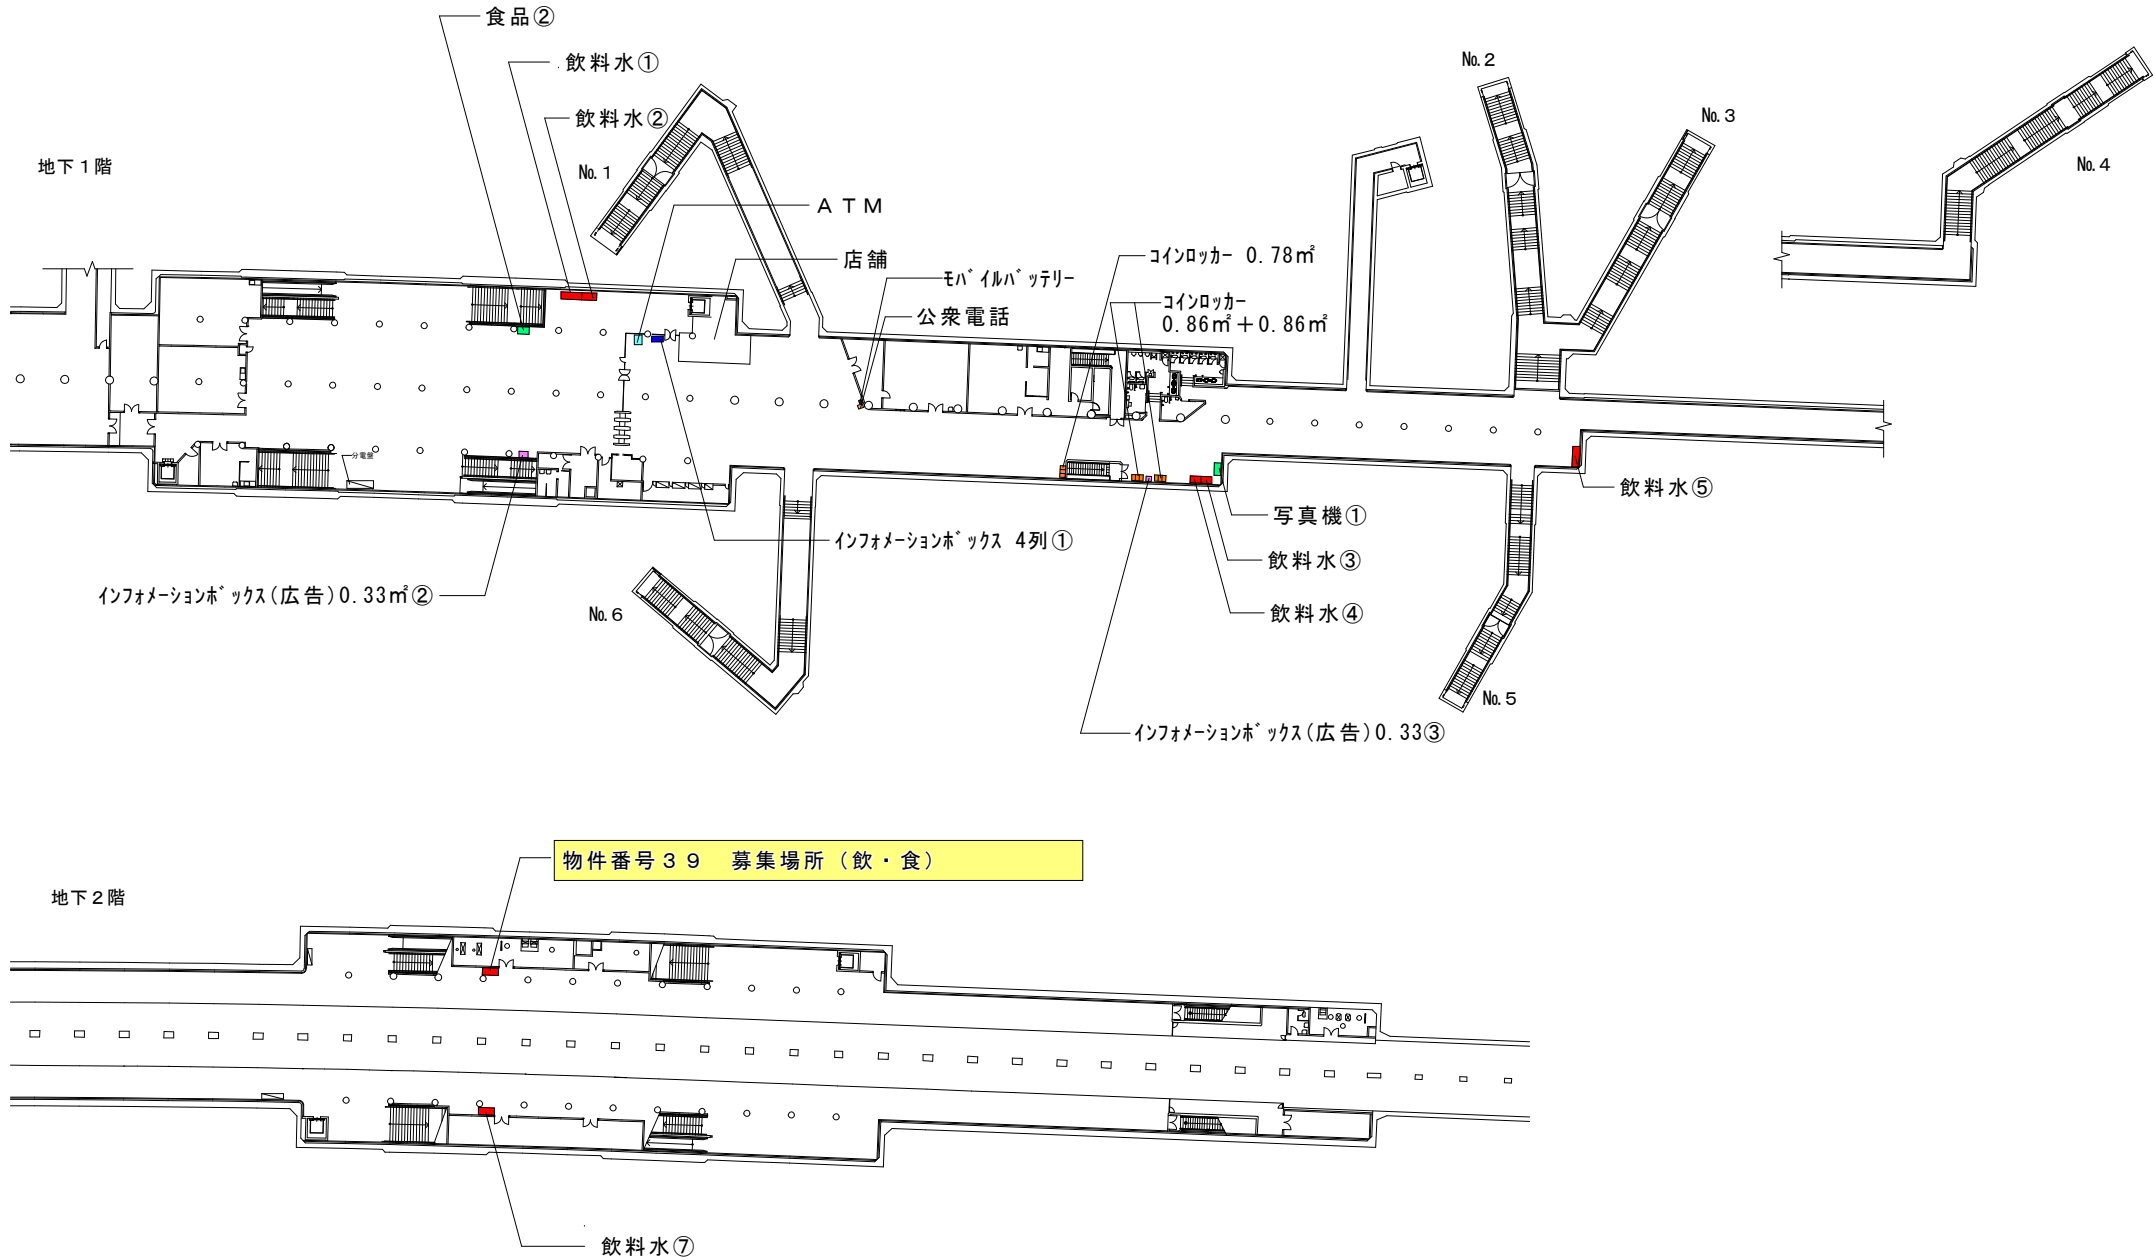 食品②
飲料水①
飲料水②
№.1
№.2
№.3
№.4
地下1階
ATM
店舗
モバイルバッテリー
公衆電話
コインロッカー 0.78㎡
コインロッカー
0.86㎡+0.86㎡
分電盤
飲料水⑤
写真機①
飲料水③
飲料水④
インフォメーションボックス 4列①
インフォメーションボックス(広告)0.33㎡②
№.6
№.5
インフォメーションボックス(広告)0.33③
物件番号39 募集場所(飲・食)
地下2階
飲料水⑦